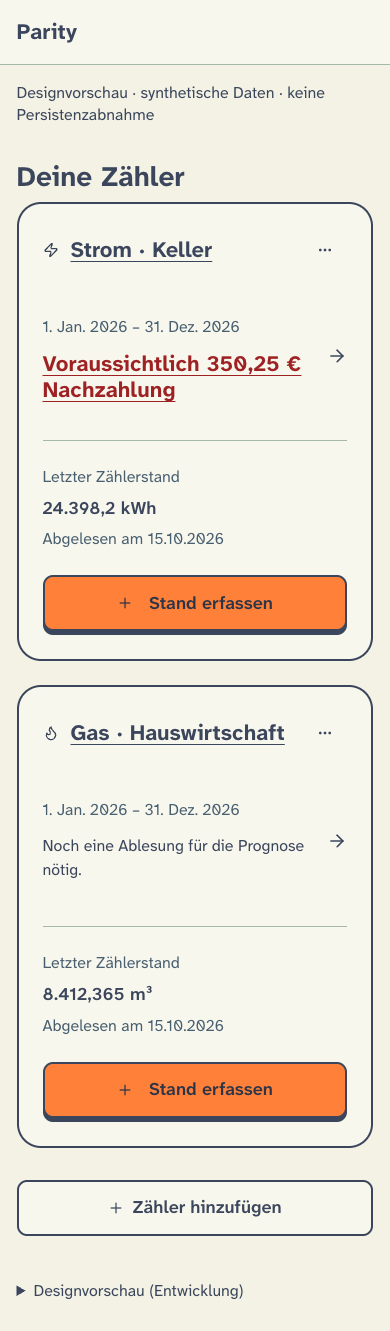 Parity
Designvorschau · synthetische Daten · keine
Persistenzabnahme
Deine Zähler
Strom · Keller
1. Jan. 2026 – 31. Dez. 2026
Voraussichtlich 350,25 €
Nachzahlung
Letzter Zählerstand
24.398,2 kWh
Abgelesen am 15.10.2026
+ Stand erfassen
Gas · Hauswirtschaft
1. Jan. 2026 – 31. Dez. 2026
Noch eine Ablesung für die Prognose
nötig.
Letzter Zählerstand
8.412,365 m³
Abgelesen am 15.10.2026
+ Stand erfassen
+ Zähler hinzufügen
Designvorschau (Entwicklung)